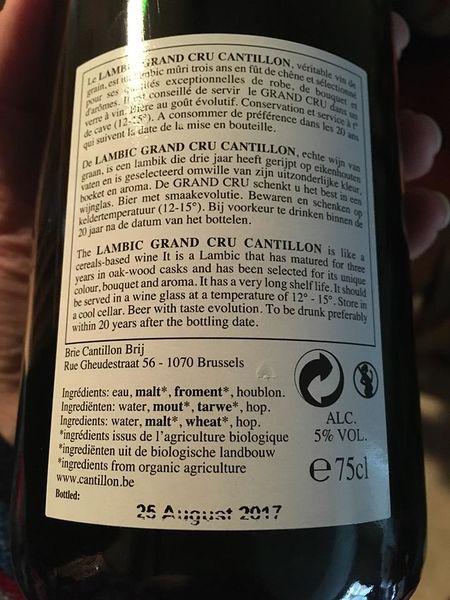 Le LAMBIC GRAND CRU CANTILLON, véritable vin de
grain, est un lambic mûri trois ans en fût de chêne et sélectionné
pour ses qualités exceptionnelles de robe, de bouquet et
d'arômes. Il est conseillé de servir le GRAND CRU dans un
verre à vin. Bière au goût évolutif. Conservation et service à t°
de cave (12-15°). A consommer de préférence dans les 20 ans
qui suivent la date de la mise en bouteille.
De LAMBIC GRAND CRU CANTILLON, echte wijn van
graan, is een lambik die drie jaar heeft gerijpt op eikenhouten
vaten en is geselecteerd omwille van zijn uitzonderlijke kleur,
boeket en aroma. De GRAND CRU schenkt u het best in een
wijnglas. Bier met smaakevolutie. Bewaren en schenken op
keldertemperatuur (12-15°). Bij voorkeur te drinken binnen de
20 jaar na de datum van het bottelen.
The LAMBIC GRAND CRU CANTILLON is like a
cereals-based wine It is a Lambic that has matured for three
years in oak-wood casks and has been selected for its unique
colour, bouquet and aroma. It has a very long shelf life. It should
be served in a wine glass at a temperature of 12° - 15°. Store in
a cool cellar. Beer with taste evolution. To be drunk preferably
within 20 years after the bottling date.
Brie Cantillon Brij
Rue Gheudestraat 56 - 1070 Brussels
Ingrédients: eau, malt*, froment*, houblon.
Ingrediënten: water, mout*, tarwe*, hop.
Ingredients: water, malt*, wheat*, hop.
*ingrédients issus de l'agriculture biologique
*ingrediënten uit de biologische landbouw
*ingredients from organic agriculture
www.cantillon.be
ALC.
5% VOL.
e 75cl
Bottled:
25 August 2017